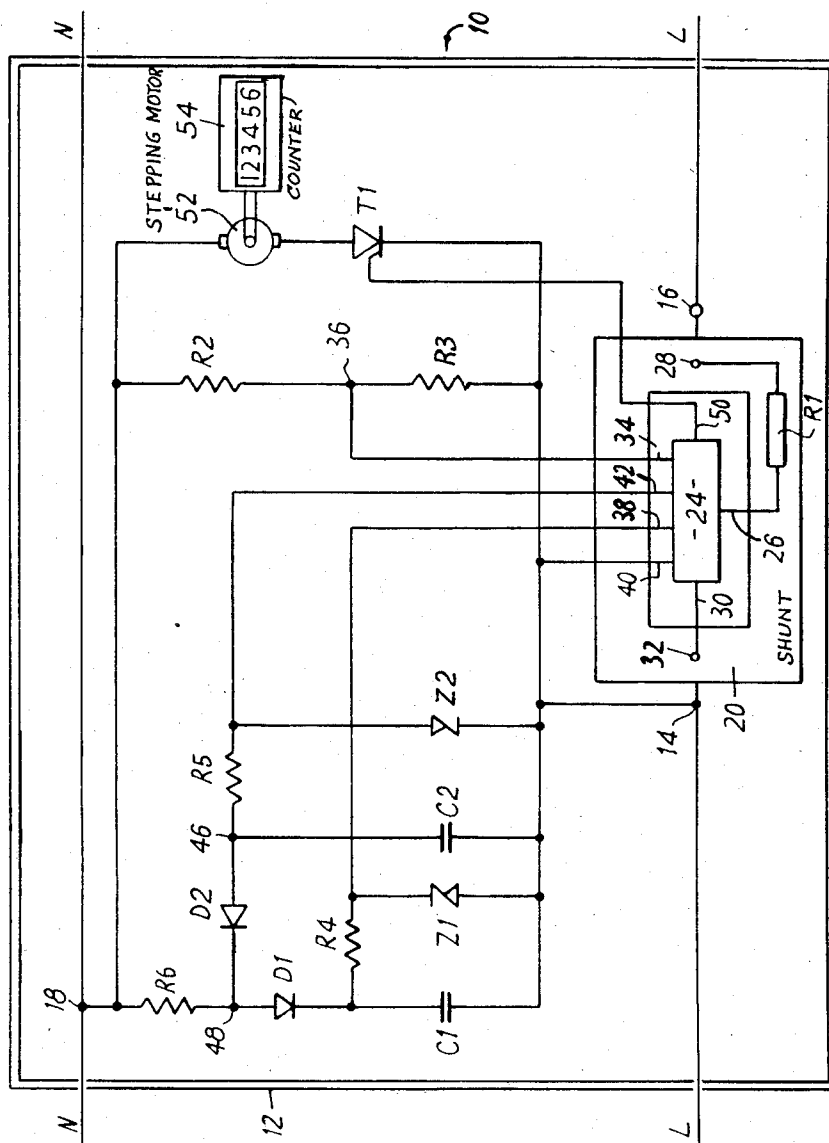 N
N
10
18
STEPPING MOTOR
52
54
123456
COUNTER
R6
D2
46
R5
48
D1
R4
R2
36
R3
T1
C1
Z1
C2
Z2
16
40
38
42
34
28
50
-24-
R1
26
30
32
SHUNT
14
20
12
L
L